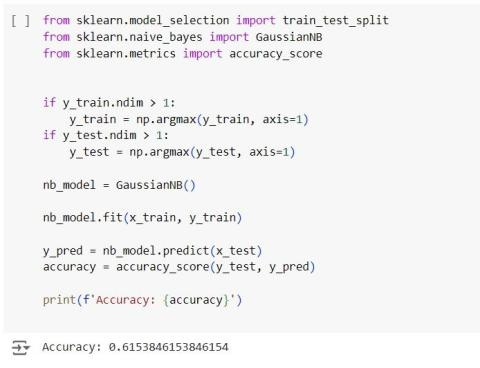 [ ] from sklearn.model_selection import train_test_split
from sklearn.naive_bayes import GaussianNB
from sklearn.metrics import accuracy_score
if y_train.ndim > 1:
    y_train = np.argmax(y_train, axis=1)
if y_test.ndim > 1:
    y_test = np.argmax(y_test, axis=1)
nb_model = GaussianNB()
nb_model.fit(x_train, y_train)
y_pred = nb_model.predict(x_test)
accuracy = accuracy_score(y_test, y_pred)
print(f'Accuracy: {accuracy}')
Accuracy: 0.6153846153846154